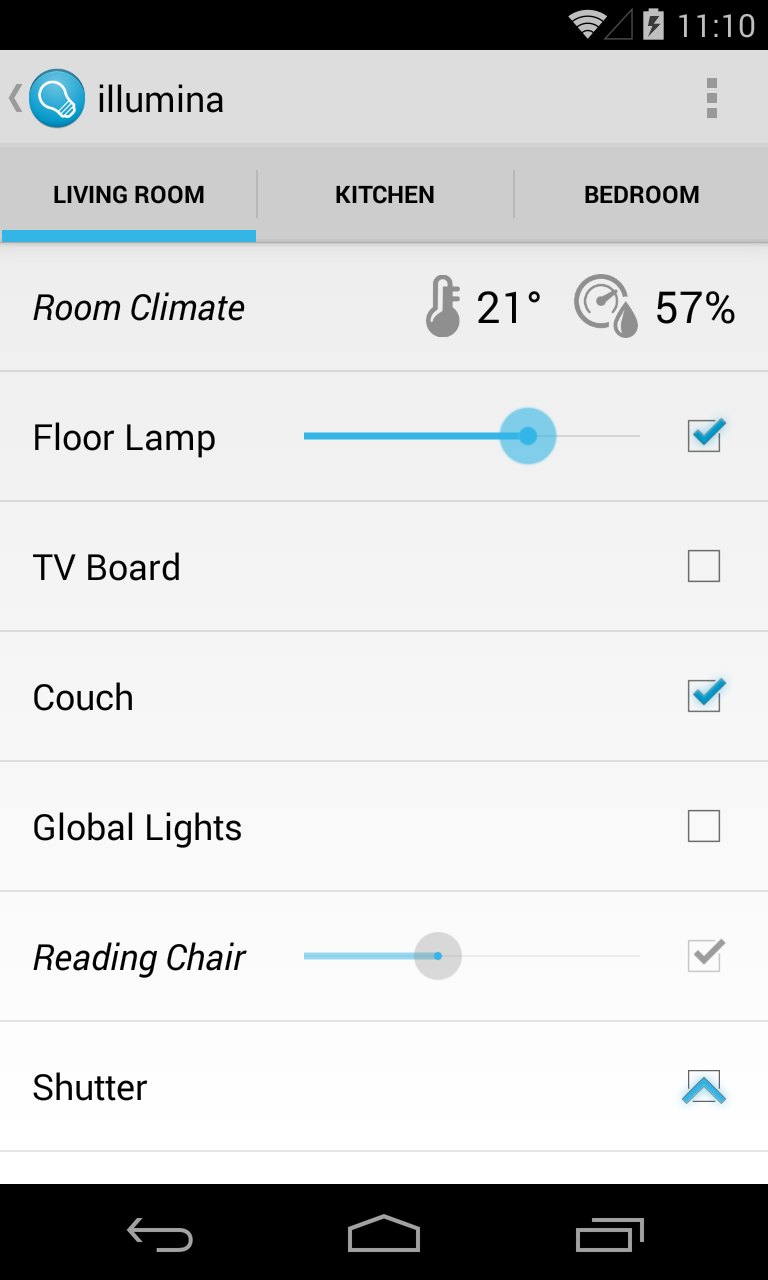 11:10
illumina
LIVING ROOM KITCHEN BEDROOM
Room Climate 21° 57%
Floor Lamp
TV Board
Couch
Global Lights
Reading Chair
Shutter